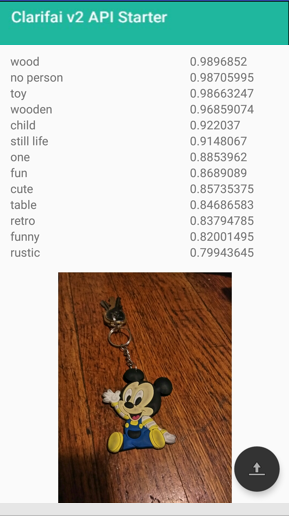 Clarifai v2 API Starter
wood 0.9896852
no person 0.98705995
toy 0.98663247
wooden 0.96859074
child 0.922037
still life 0.9148067
one 0.8853962
fun 0.8689089
cute 0.85735375
table 0.84686583
retro 0.83794785
funny 0.82001495
rustic 0.79943645